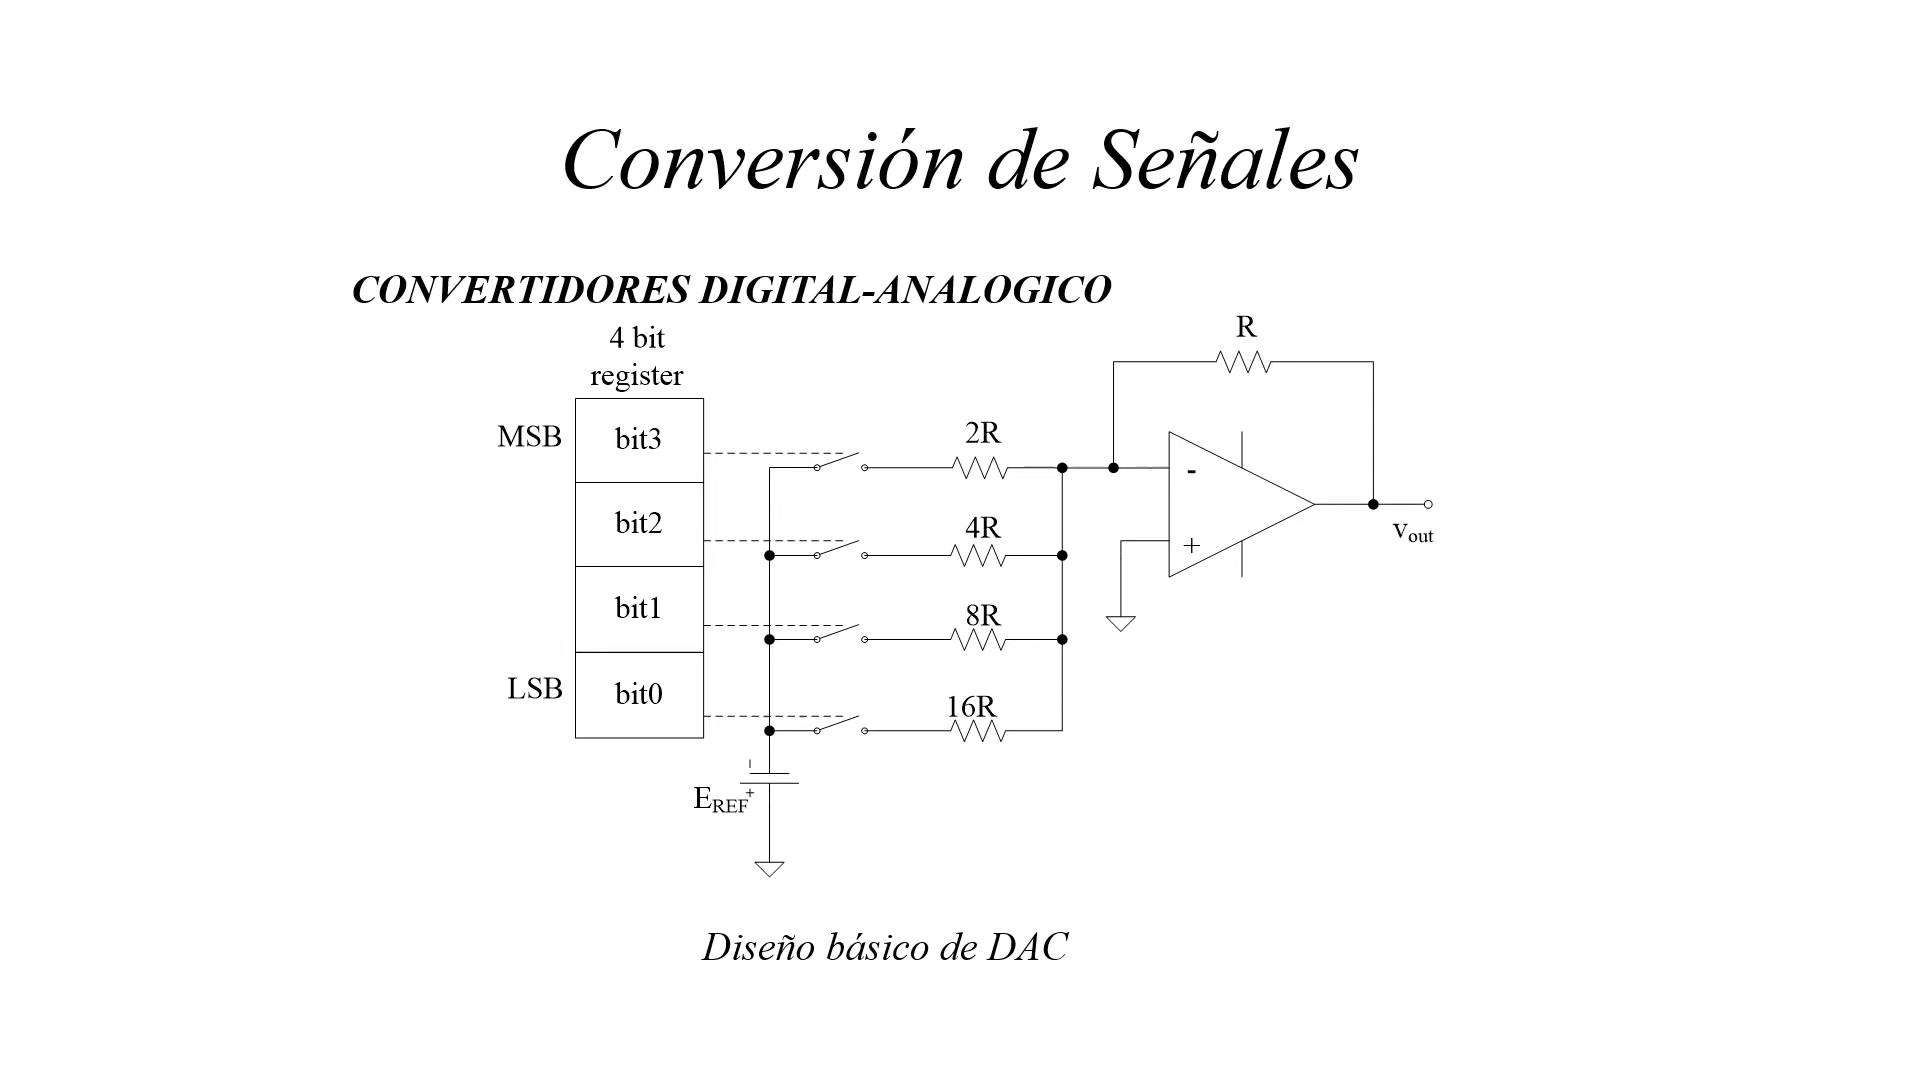 Conversión de Señales
CONVERTIDORES DIGITAL-ANALOGICO
4 bit
register
R
MSB
bit3
2R
-
bit2
4R
+
vout
bit1
8R
LSB
bit0
16R
-
EREF+
Diseño básico de DAC